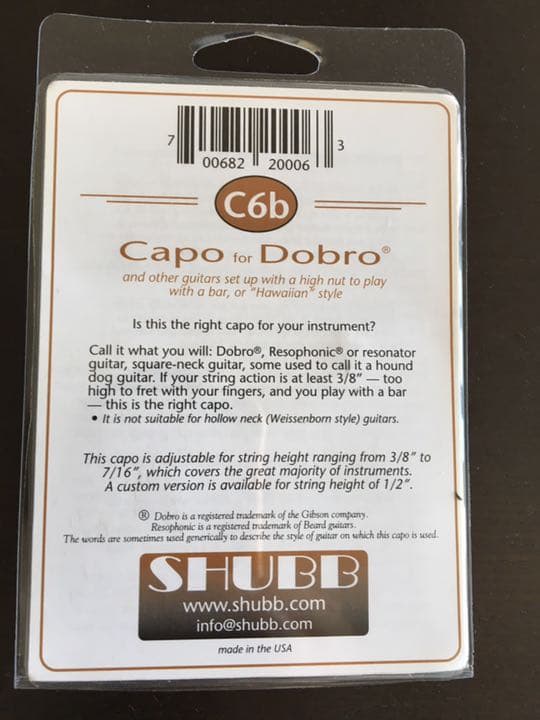 7 00682 20006 3
C6b
Capo for Dobro®
and other guitars set up with a high nut to play
with a bar, or "Hawaiian" style
Is this the right capo for your instrument?
Call it what you will: Dobro®, Resophonic® or resonator
guitar, square-neck guitar, some used to call it a hound
dog guitar. If your string action is at least 3/8" — too
high to fret with your fingers, and you play with a bar
— this is the right capo.
• It is not suitable for hollow neck (Weissenborn style) guitars.
This capo is adjustable for string height ranging from 3/8" to
7/16", which covers the great majority of instruments.
A custom version is available for string height of 1/2".
® Dobro is a registered trademark of the Gibson company.
Resophonic is a registered trademark of Beard guitars.
The words are sometimes used generically to describe the style of guitar on which this capo is used.
SHUBB
www.shubb.com
info@shubb.com
made in the USA